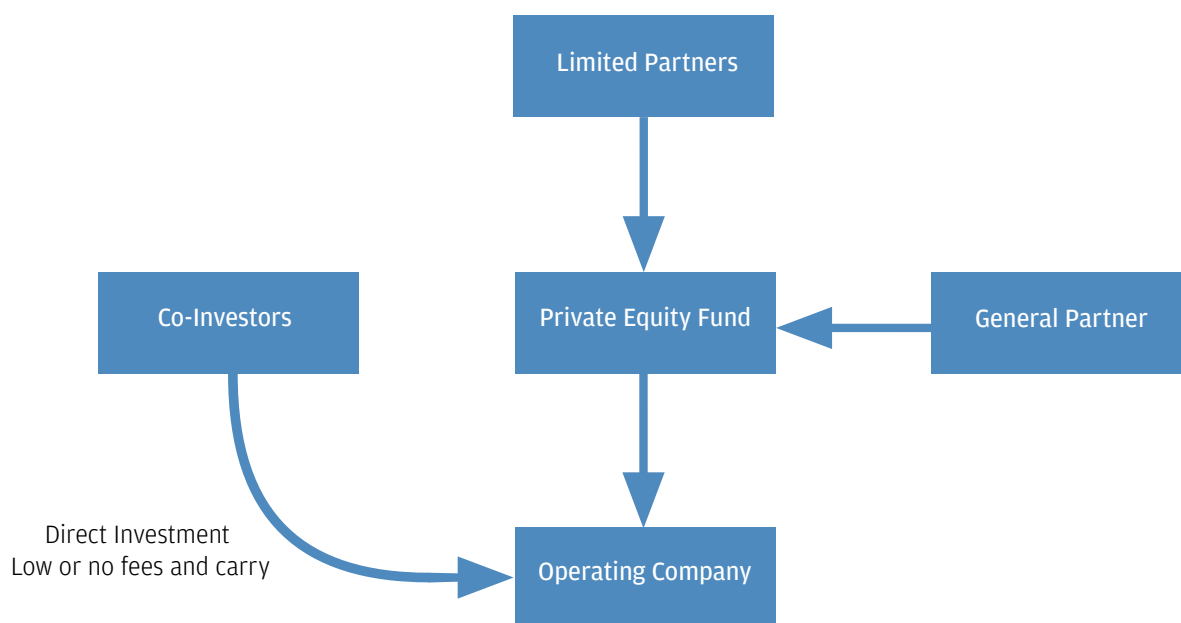 Limited Partners
Co-Investors
Private Equity Fund
General Partner
Direct Investment
Low or no fees and carry
Operating Company